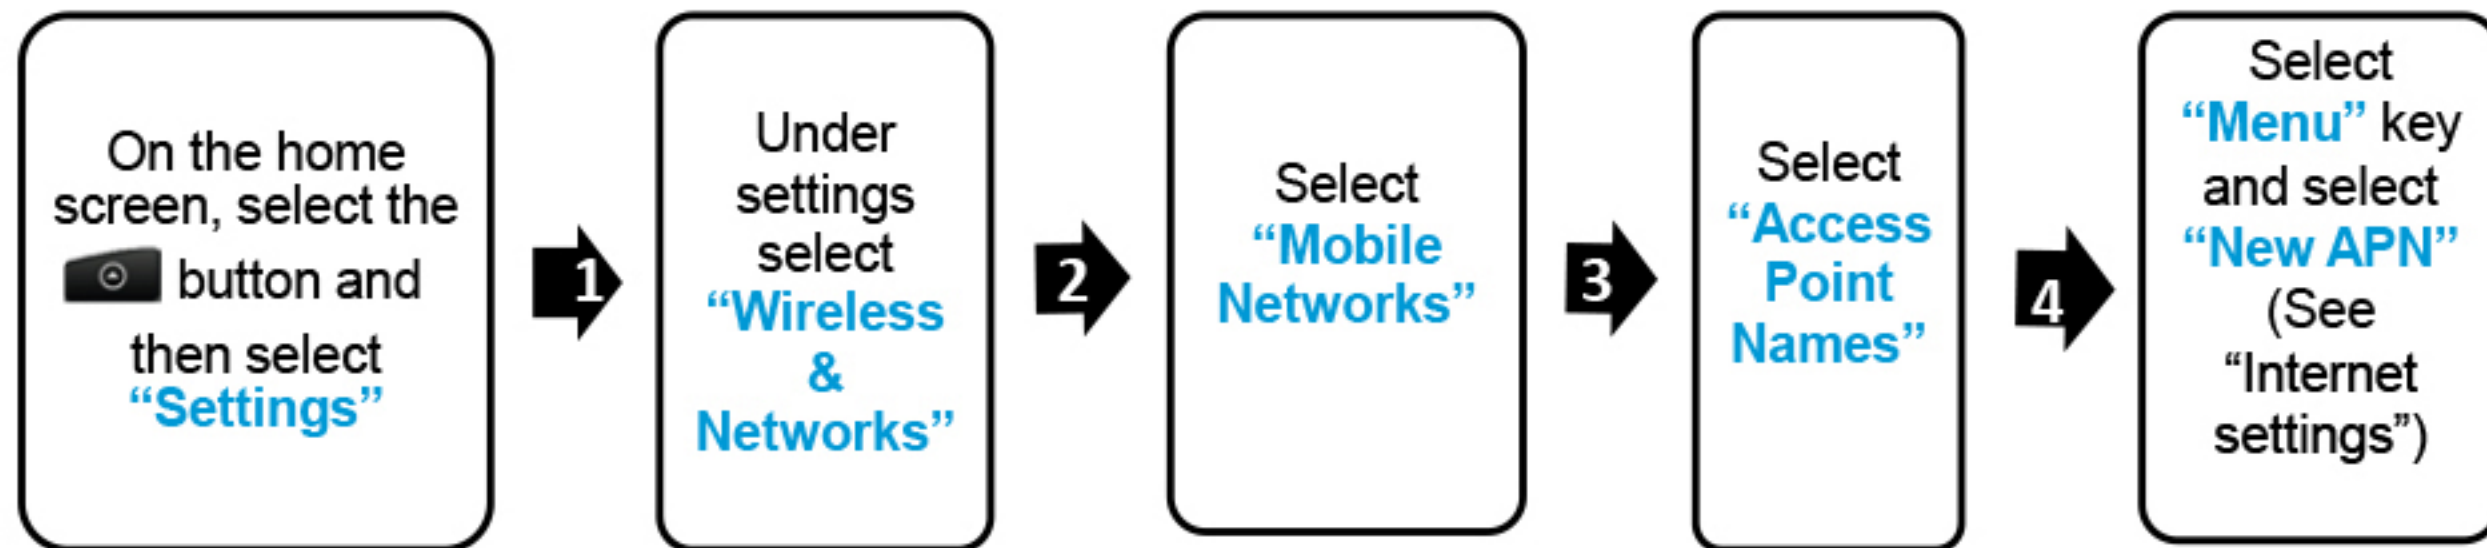 On the home
screen, select the
button and
then select
“Settings”
1
Under
settings
select
“Wireless
&
Networks”
2
Select
“Mobile
Networks”
3
Select
“Access
Point
Names”
4
Select
“Menu” key
and select
“New APN”
(See
“Internet
settings”)